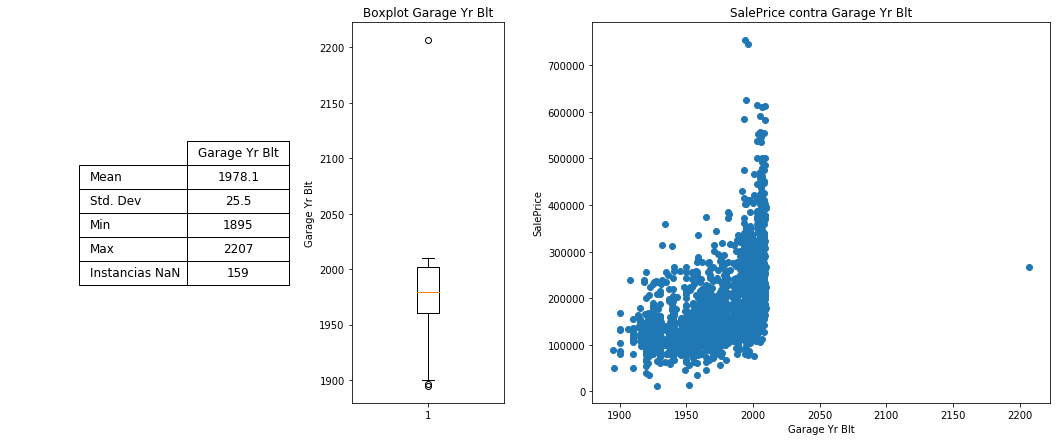 Garage Yr Blt
Mean 1978.1
Std. Dev 25.5
Min 1895
Max 2207
Instancias NaN 159
Boxplot Garage Yr Blt
Garage Yr Blt
2200
2150
2100
2050
2000
1950
1900
1
SalePrice contra Garage Yr Blt
SalePrice
700000
600000
500000
400000
300000
200000
100000
0
1900 1950 2000 2050 2100 2150 2200
Garage Yr Blt